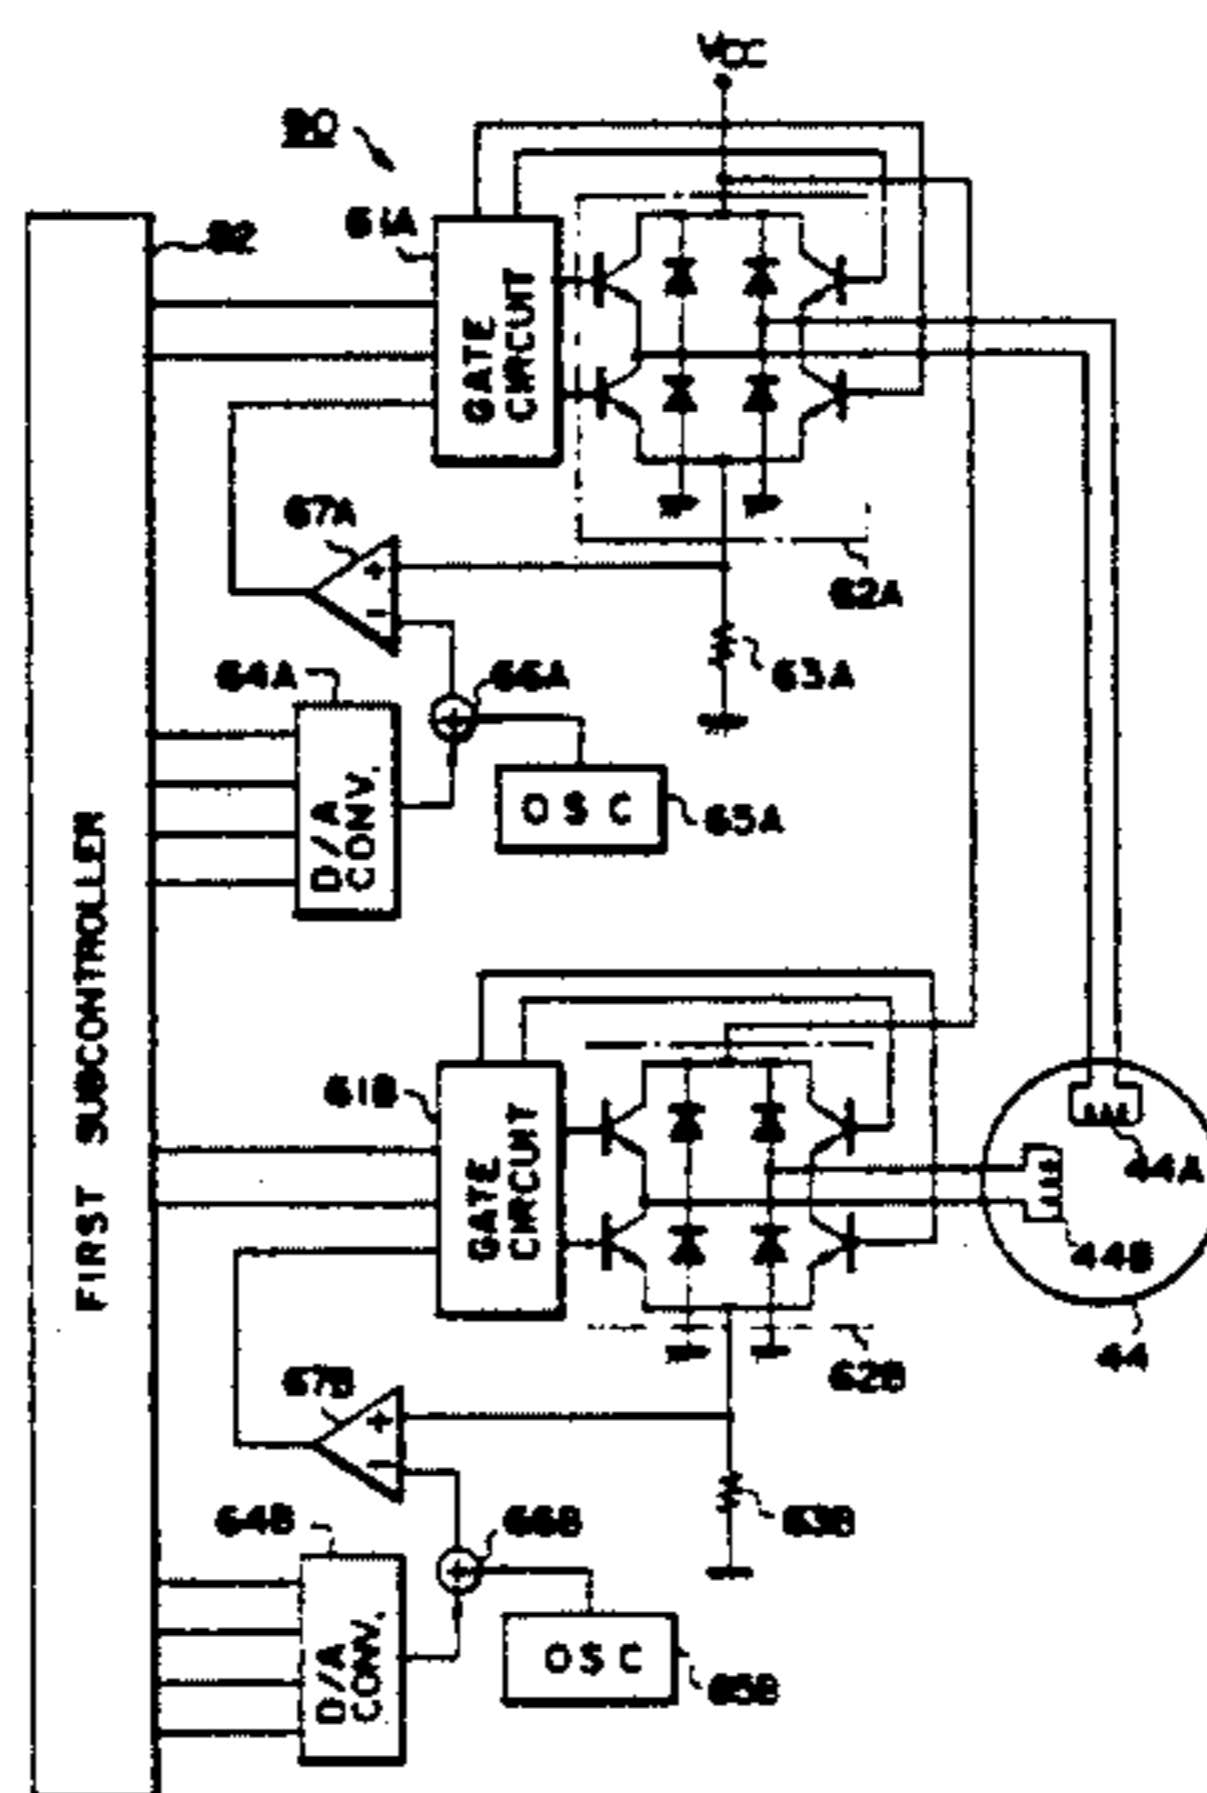 Vcc
80
82
61A
GATE CIRCUIT
67A
+
−
62A
63A
64A
66A
D/A CONV.
OSC
65A
FIRST SUBCONTROLLER
61B
GATE CIRCUIT
44A
44B
44
62B
67B
+
−
63B
64B
66B
D/A CONV.
OSC
65B